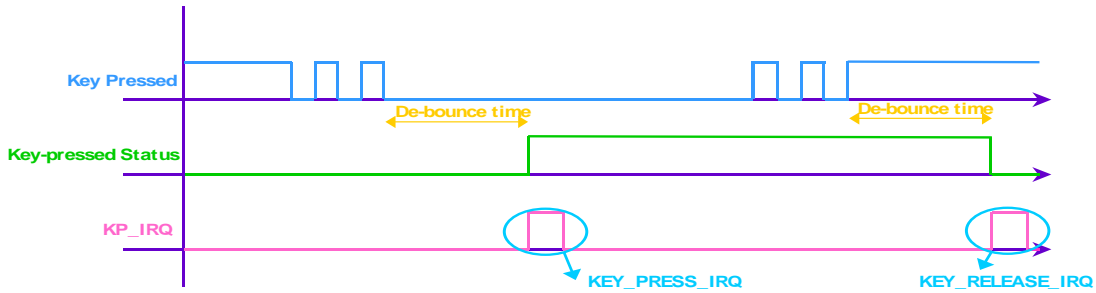 Key Pressed
De-bounce time
De-bounce time
Key-pressed Status
KP_IRQ
KEY_PRESS_IRQ
KEY_RELEASE_IRQ